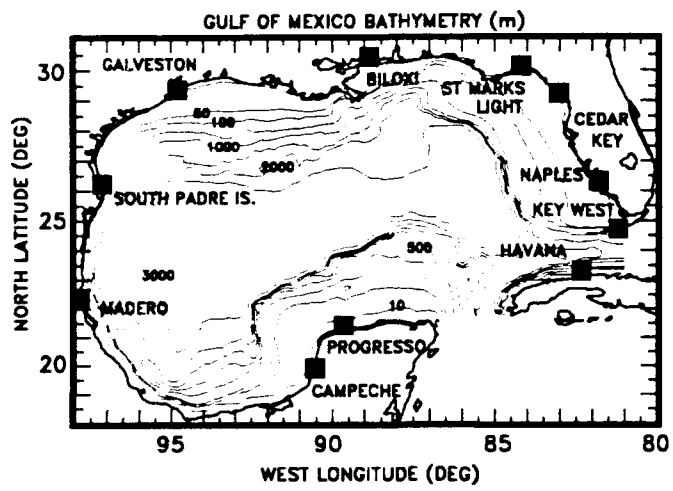 GULF OF MEXICO BATHYMETRY (m)
30
GALVESTON
BILOXI
ST MARKS
LIGHT
50
100
CEDAR
KEY
1000
2000
NAPLES
SOUTH PADRE IS.
KEY WEST
25
NORTH LATITUDE (DEG)
HAVANA
500
3000
10
MADERO
PROGRESSO
20
CAMPECHE
95
90
85
80
WEST LONGITUDE (DEG)